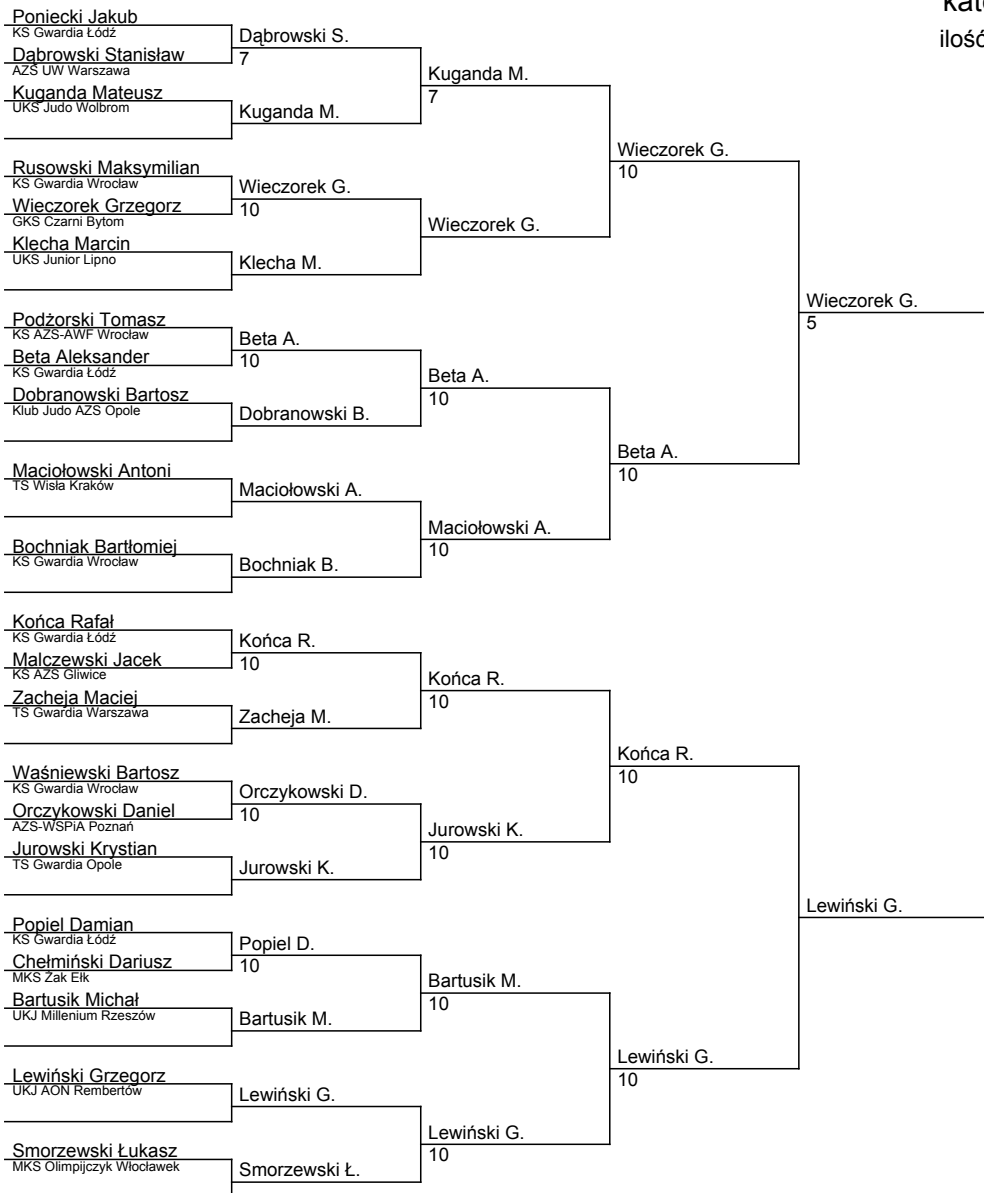 kat
ilość
Poniecki Jakub
KS Gwardia Łódź
Dąbrowski Stanisław
AZS UW Warszawa
Kuganda Mateusz
UKS Judo Wolbrom
Rusowski Maksymilian
KS Gwardia Wrocław
Wieczorek Grzegorz
GKS Czarni Bytom
Klecha Marcin
UKS Junior Lipno
Podżorski Tomasz
KS AZS-AWF Wrocław
Beta Aleksander
KS Gwardia Łódź
Dobranowski Bartosz
Klub Judo AZS Opole
Maciołowski Antoni
TS Wisła Kraków
Bochniak Bartłomiej
KS Gwardia Wrocław
Końca Rafał
KS Gwardia Łódź
Malczewski Jacek
KS AZS Gliwice
Zacheja Maciej
TS Gwardia Warszawa
Waśniewski Bartosz
KS Gwardia Wrocław
Orczykowski Daniel
AZS-WSPiA Poznań
Jurowski Krystian
TS Gwardia Opole
Popiel Damian
KS Gwardia Łódź
Chełmiński Dariusz
MKS Żak Ełk
Bartusik Michał
UKJ Millenium Rzeszów
Lewiński Grzegorz
UKJ AON Rembertów
Smorzewski Łukasz
MKS Olimpijczyk Włocławek
Dąbrowski S.
7
Kuganda M.
Wieczorek G.
10
Klecha M.
Beta A.
10
Dobranowski B.
Maciołowski A.
Bochniak B.
Końca R.
10
Zacheja M.
Orczykowski D.
10
Jurowski K.
Popiel D.
10
Bartusik M.
Lewiński G.
Smorzewski Ł.
Kuganda M.
7
Wieczorek G.
Beta A.
10
Maciołowski A.
10
Końca R.
10
Jurowski K.
10
Bartusik M.
10
Lewiński G.
10
Wieczorek G.
10
Beta A.
10
Końca R.
10
Lewiński G.
10
Wieczorek G.
5
Lewiński G.